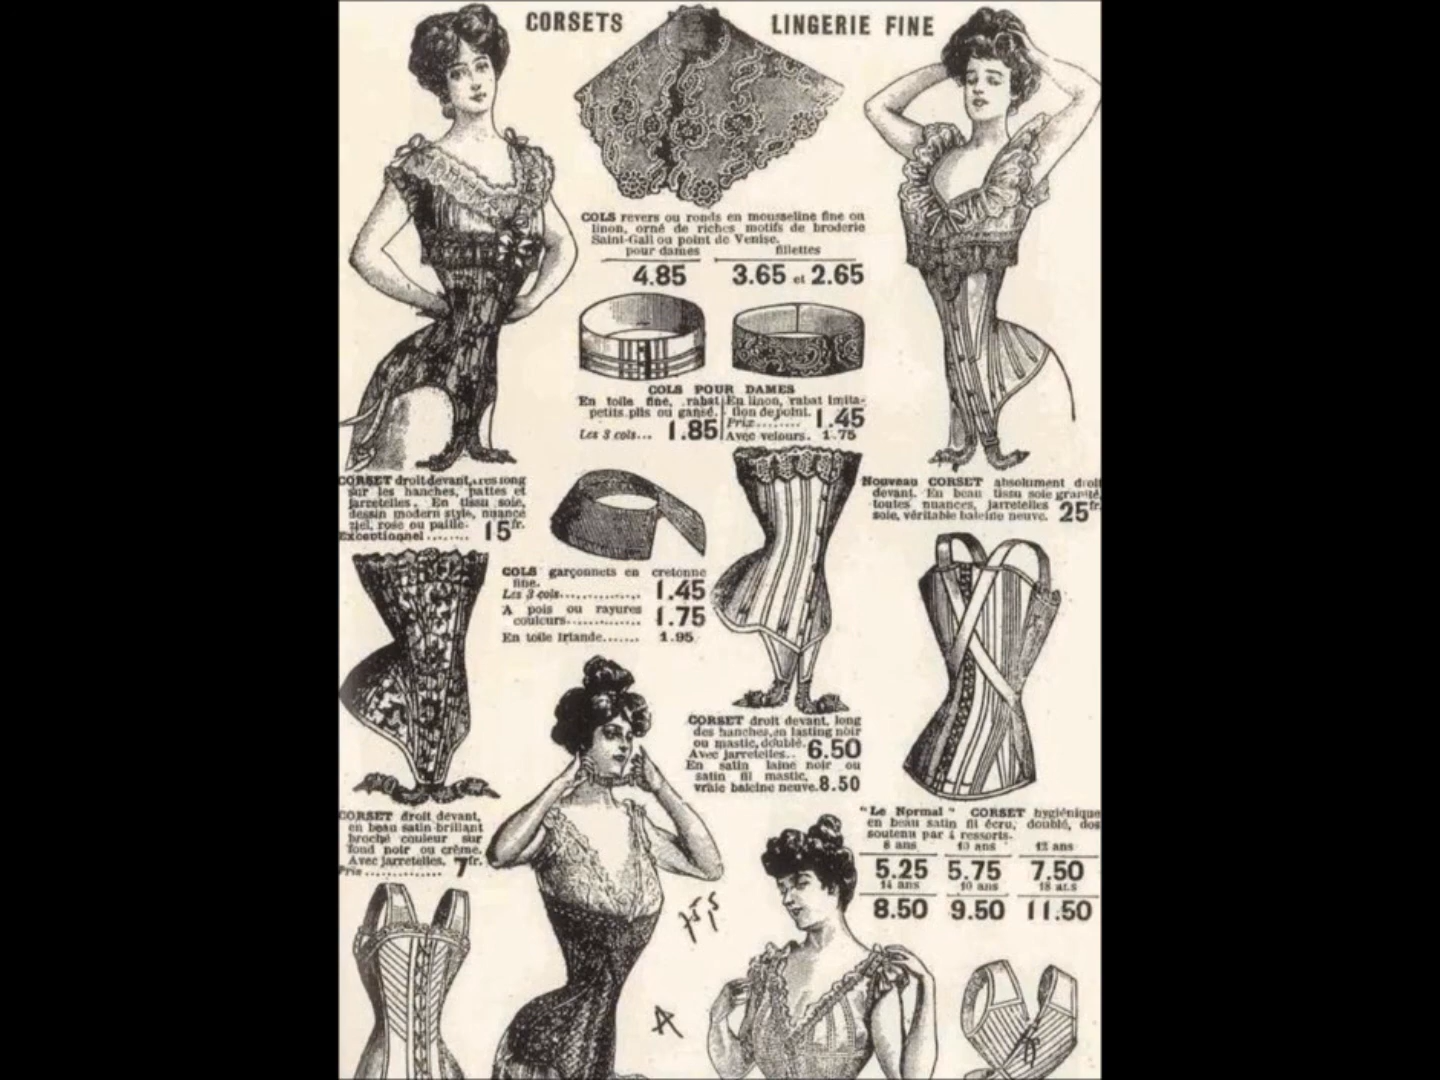 CORSETS
LINGERIE FINE
COLS revers ou ronds en mousseline fine ou
linon, orné de riches motifs de broderie
Saint-Gall ou point de Venise.
pour dames
fillettes
4.85
3.65 et 2.65
COLS POUR DAMES
En toile fine, rabat
petits plis ou gansé.
Les 3 cols... 1.85
En linon, rabat imita-
tion de point.
Prix........ 1.45
Avec velours. 1.75
CORSET droit devant, très long
sur les hanches, pattes et
jarretelles. En tissu soie,
dessin modern style, nuance
ciel, rose ou paille.
Exceptionnel ........ 15 fr.
Nouveau CORSET absolument droit
devant. En beau tissu soie granité,
toutes nuances, jarretelles
soie, véritable baleine neuve. 25 fr.
COLS garçonnets en cretonne
fine.
Les 3 cols............. 1.45
A pois ou rayures
couleurs............. 1.75
En toile Irlande....... 1.95
CORSET droit devant, long
des hanches, en lasting noir
ou mastic, doublé.
Avec jarretelles.. 6.50
En satin laine noir ou
satin fil mastic,
vraie baleine neuve. 8.50
CORSET droit devant,
en beau satin brillant
broché couleur sur
fond noir ou crème.
Avec jarretelles.
Prix ............. 7 fr.
"Le Normal" CORSET hygiénique
en beau satin fil écru, doublé, dos
soutenu par 4 ressorts.
8 ans
10 ans
12 ans
5.25 5.75 7.50
14 ans
18 ans
8.50 9.50 11.50
A